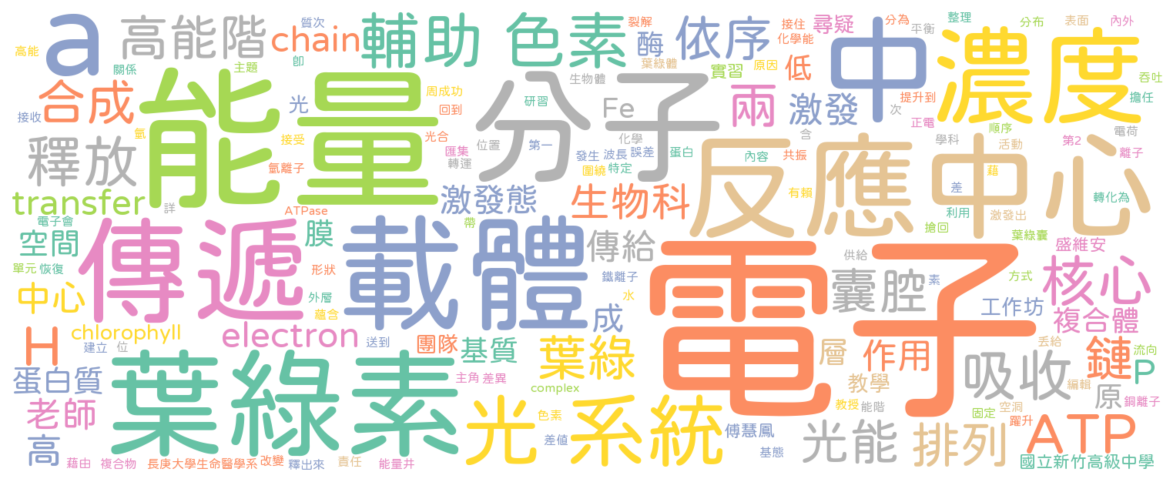 a
高能階
chain
輔助
色素
酶
依序
尋疑
中
濃度
高能
關係
主題
卽
光
質次
裂解
接住
化學能
分為
平衡
整理
分布
表面
內外
吞吐
擔任
合成
能量
分子
Fe
兩
低
激發
提升到
正電
次
順序
活動
學科
第2
電荷
離子
接收
氫
接受
周成功
回到
光合
匯集
轉運
位置
研習
生物體
葉綠體
實習
原因
第一
化學
發生
波長
誤差
蛋白
圍繞
特定
內容
共振
含
釋放
氫離子
反應中心
有賴
差
藉
利用
激發出
轉化為
搶回
葉綠囊
transfer
詳
ATPase
激發態
帶
生物科
電子會
空間
單元
恢復
傳遞
形狀
膜
載體
傳給
鐵離子
外層
蘊含
水
電子
供給
囊腔
素
方式
盛維安
核心
工作坊
複合體
中心
chlorophyll
electron
送到
團隊
基質
成
葉綠
層
作用
吸收
鏈
丟給
流向
P
H
建立
位
蛋白質
葉綠素
主角
差異
complex
教學
教授
能階
原
編輯
銅離子
老師
光系統
色素
差值
傅慧鳳
基態
光能
固定
空洞
躍升
排列
ATP
高
藉由
複合物
長庚大學生命醫學系
改變
釋出來
責任
能量井
國立新竹高級中學